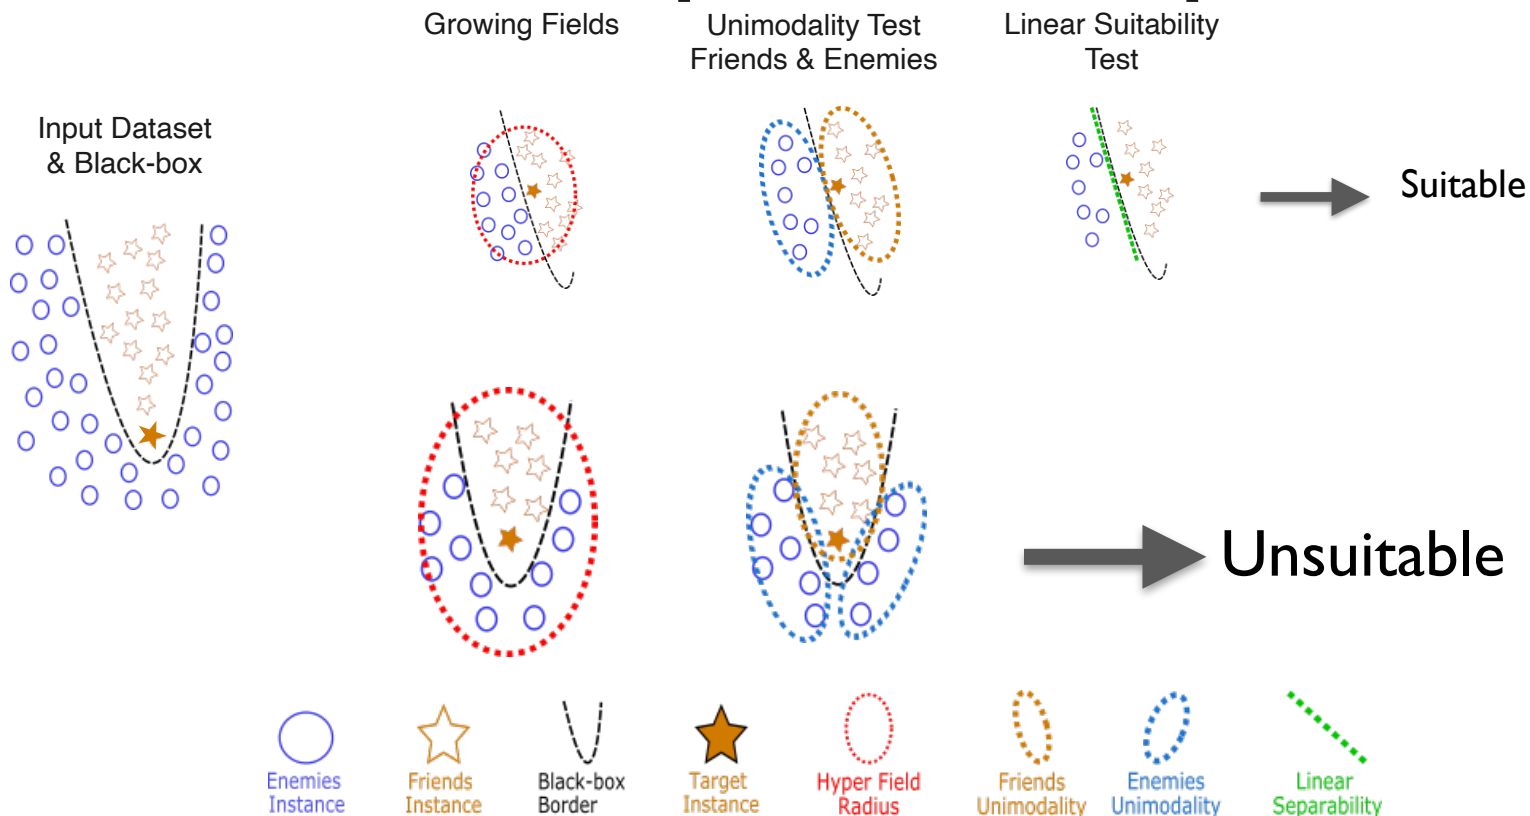 Growing Fields
Unimodality Test
Friends & Enemies
Linear Suitability
Test
Input Dataset
& Black-box
Suitable
Unsuitable
Enemies
Instance
Friends
Instance
Black-box
Border
Target
Instance
Hyper Field
Radius
Friends
Unimodality
Enemies
Unimodality
Linear
Separability